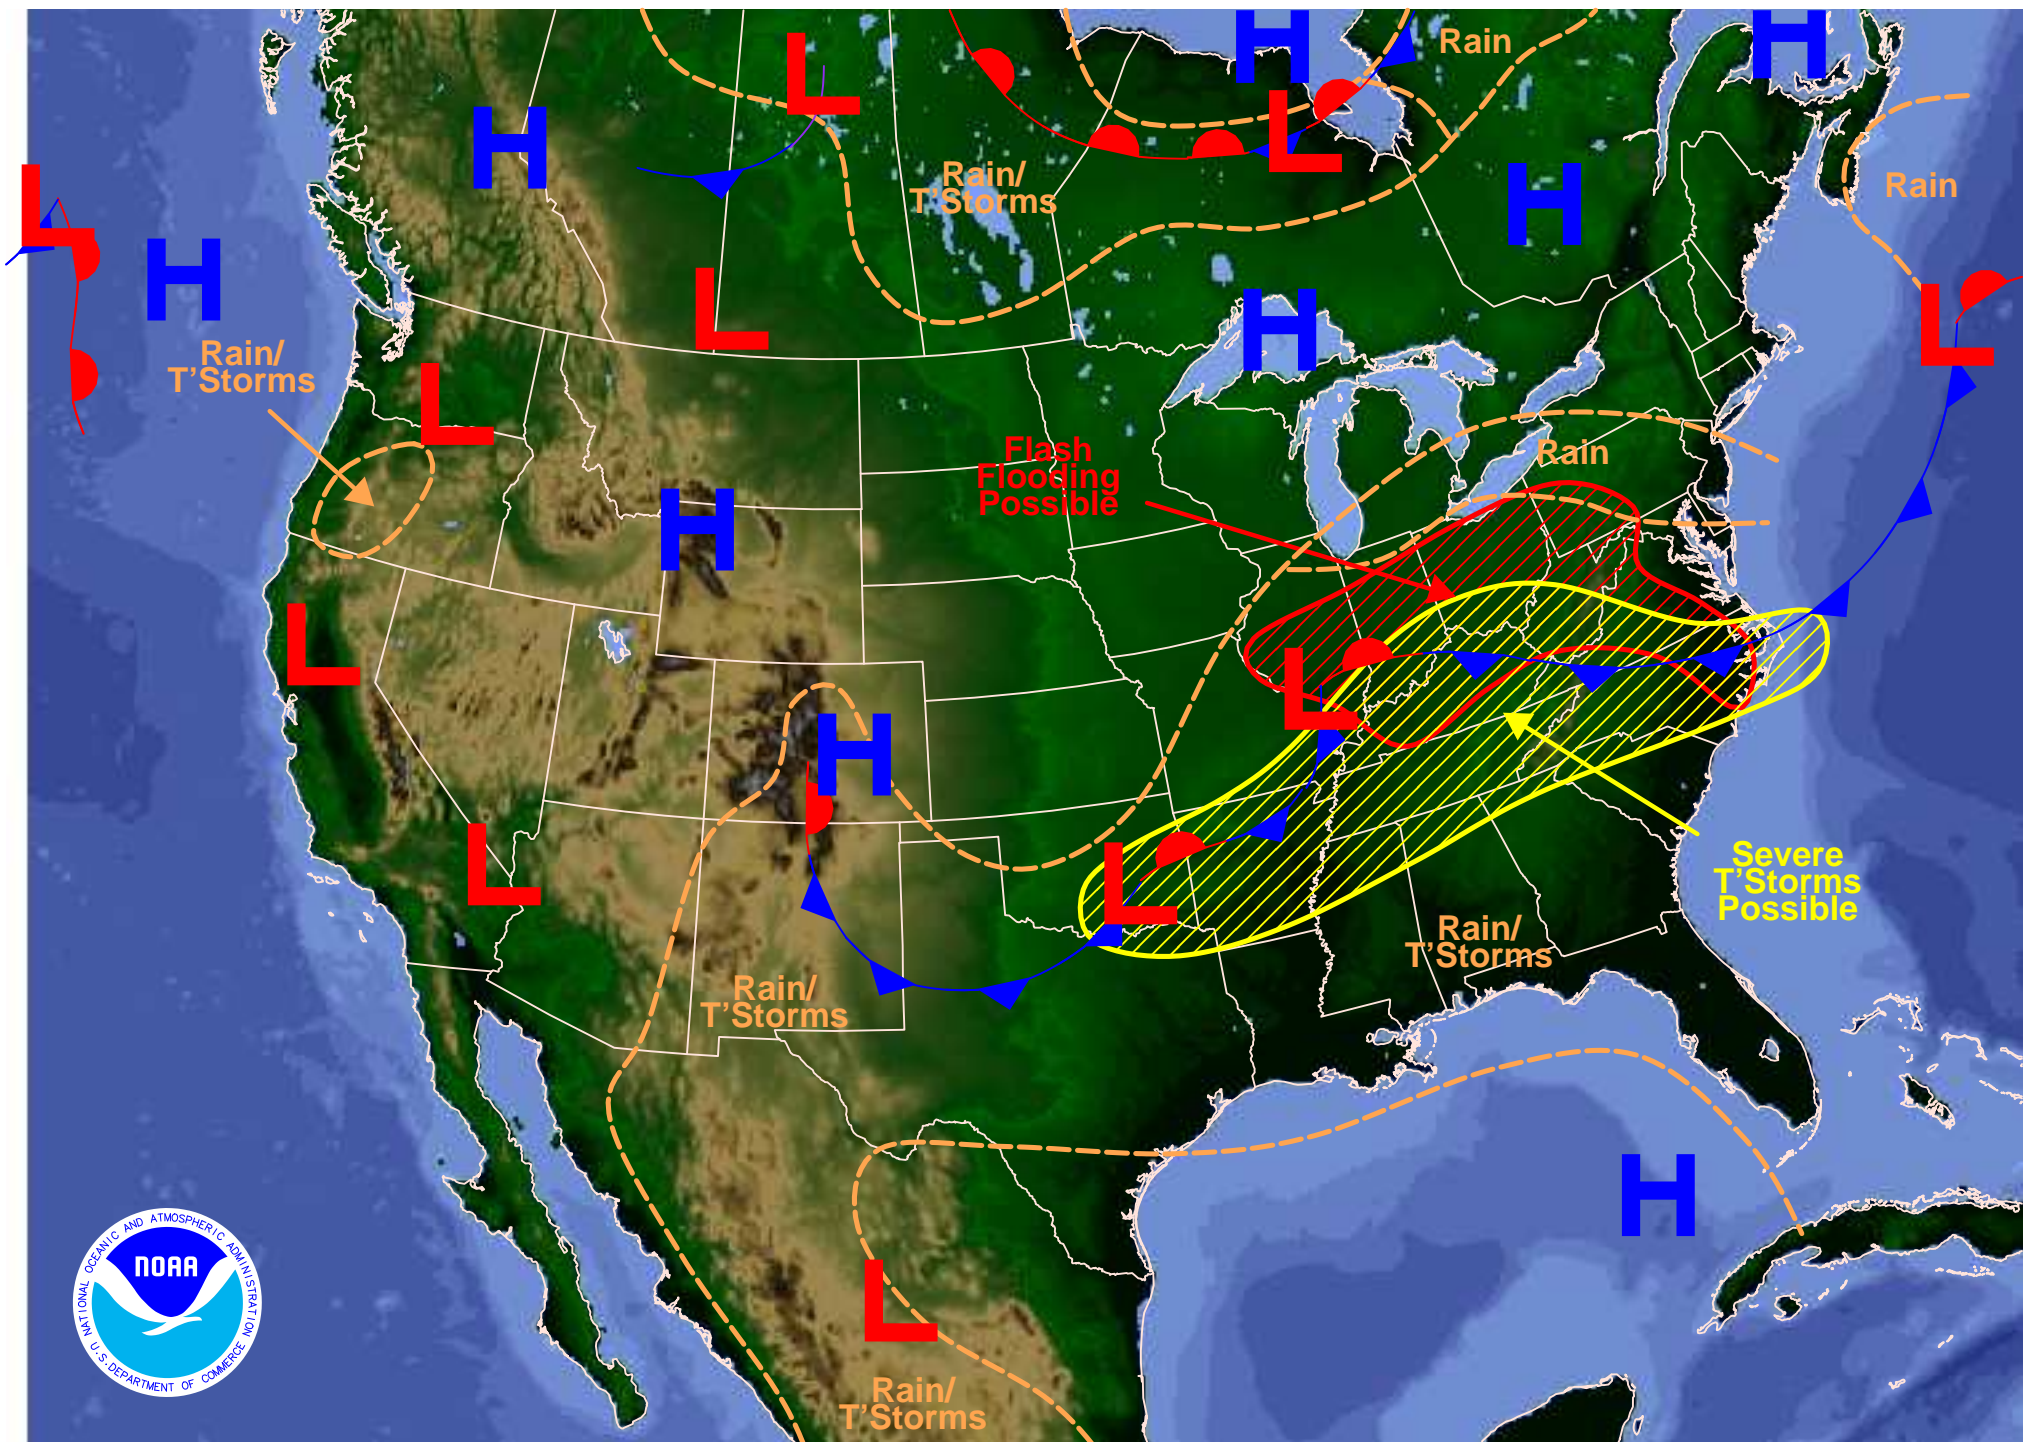 H
H
L
Rain
H
L
Rain/
T'Storms
H
Rain
L
H
L
H
L
L
Rain/
T'Storms
L
Flash
Flooding
Possible
Rain
H
L
L
H
L
L
Severe
T'Storms
Possible
Rain/
T'Storms
Rain/
T'Storms
H
L
Rain/
T'Storms
NATIONAL OCEANIC AND ATMOSPHERIC ADMINISTRATION
NOAA
U.S. DEPARTMENT OF COMMERCE